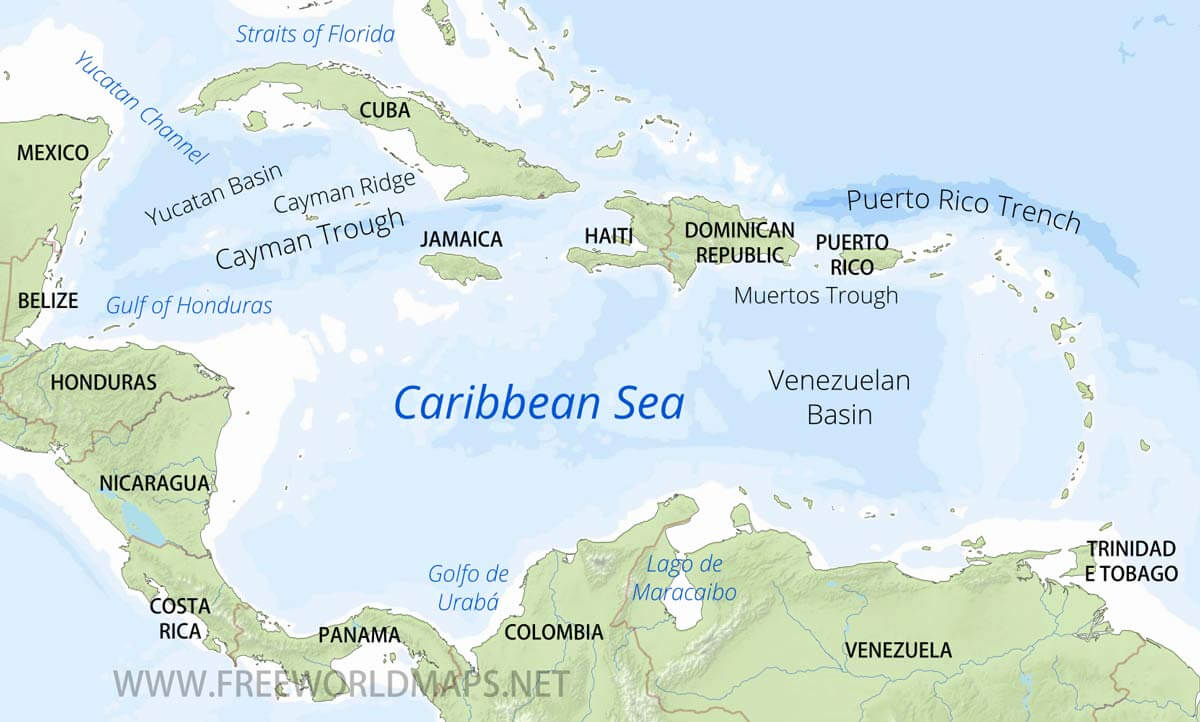 Straits of Florida
Yucatan Channel
CUBA
MEXICO
Yucatan Basin
Cayman Ridge
Cayman Trough
Puerto Rico Trench
JAMAICA
HAITI
DOMINICAN
REPUBLIC
PUERTO
RICO
BELIZE
Gulf of Honduras
Muertos Trough
HONDURAS
Caribbean Sea
Venezuelan
Basin
NICARAGUA
TRINIDAD
E TOBAGO
Golfo de
Urabá
Lago de
Maracaibo
COSTA
RICA
PANAMA
COLOMBIA
VENEZUELA
WWW.FREEWORLDMAPS.NET